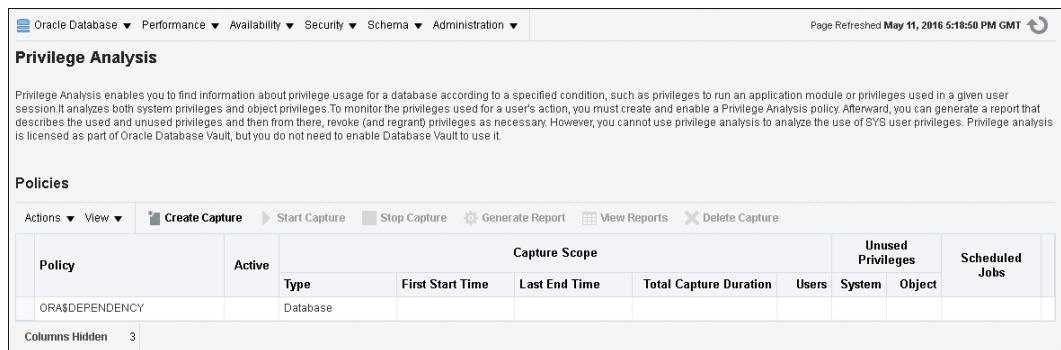 Oracle Database ▼ Performance ▼ Availability ▼ Security ▼ Schema ▼ Administration ▼ Page Refreshed May 11, 2016 5:18:50 PM GMT
Privilege Analysis
Privilege Analysis enables you to find information about privilege usage for a database according to a specified condition, such as privileges to run an application module or privileges used in a given user
session.It analyzes both system privileges and object privileges.To monitor the privileges used for a user's action, you must create and enable a Privilege Analysis policy. Afterward, you can generate a report that
describes the used and unused privileges and then from there, revoke (and regrant) privileges as necessary. However, you cannot use privilege analysis to analyze the use of SYS user privileges. Privilege analysis
is licensed as part of Oracle Database Vault, but you do not need to enable Database Vault to use it.
Policies
Actions ▼ View ▼ Create Capture Start Capture Stop Capture Generate Report View Reports Delete Capture
Policy Active Capture Scope Unused Privileges Scheduled Jobs
Type First Start Time Last End Time Total Capture Duration Users System Object
ORA$DEPENDENCY Database
Columns Hidden 3